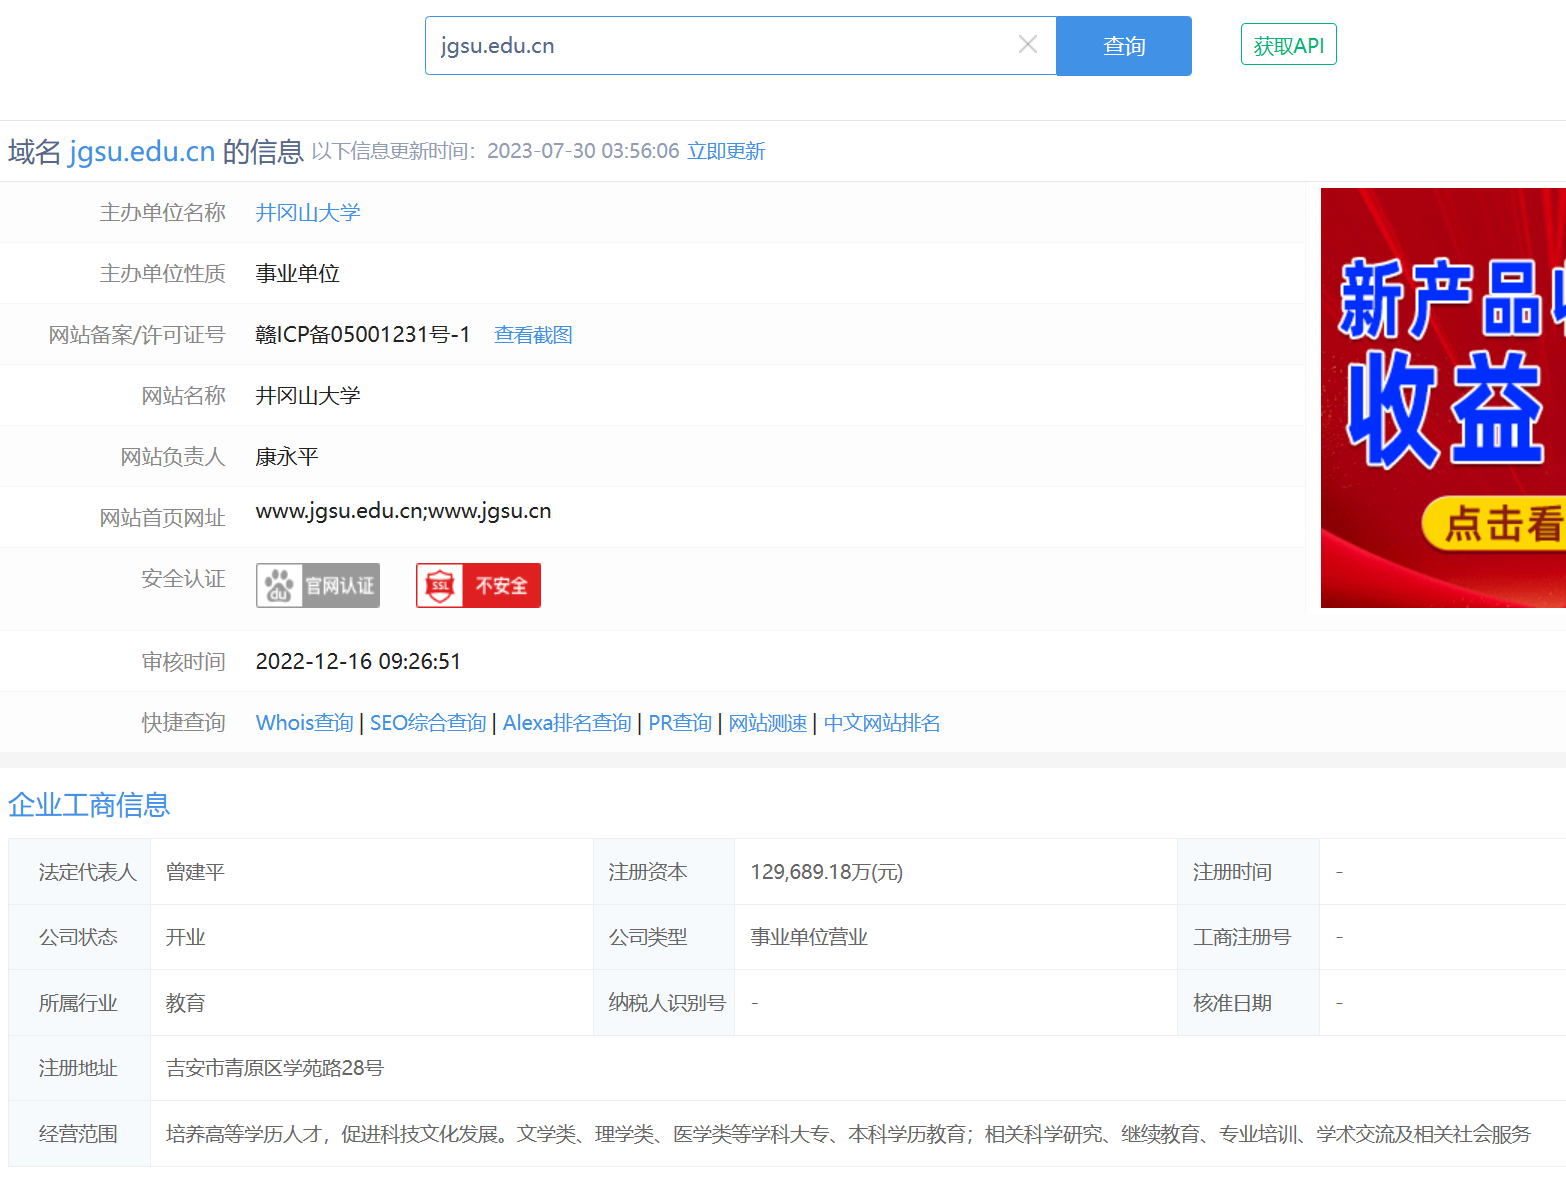 jgsu.edu.cn
查询
获取API
域名 jgsu.edu.cn 的信息 以下信息更新时间：2023-07-30 03:56:06 立即更新
主办单位名称 井冈山大学
主办单位性质 事业单位
网站备案/许可证号 赣ICP备05001231号-1 查看截图
网站名称 井冈山大学
网站负责人 康永平
网站首页网址 www.jgsu.edu.cn;www.jgsu.cn
安全认证 du 官网认证 SSL 不安全
审核时间 2022-12-16 09:26:51
快捷查询 Whois查询 | SEO综合查询 | Alexa排名查询 | PR查询 | 网站测速 | 中文网站排名
新产品
收益
点击看
企业工商信息
法定代表人 曾建平 注册资本 129,689.18万(元) 注册时间 -
公司状态 开业 公司类型 事业单位营业 工商注册号 -
所属行业 教育 纳税人识别号 - 核准日期 -
注册地址 吉安市青原区学苑路28号
经营范围 培养高等学历人才，促进科技文化发展。文学类、理学类、医学类等学科大专、本科学历教育；相关科学研究、继续教育、专业培训、学术交流及相关社会服务